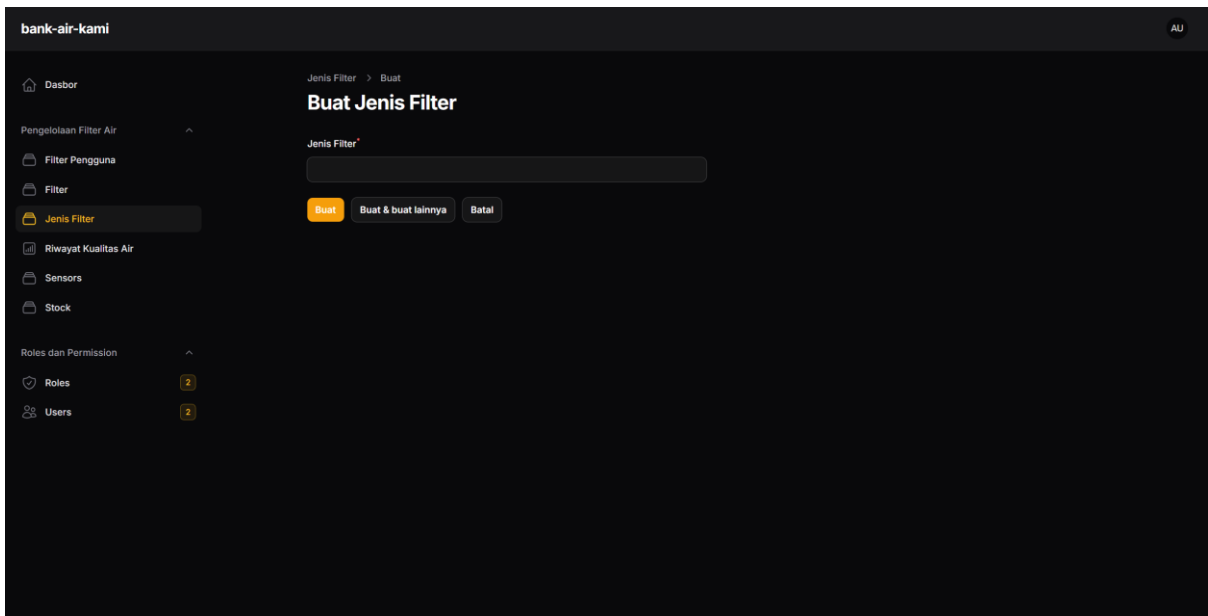 bank-air-kami
AU
Dasbor
Pengelolaan Filter Air
Filter Pengguna
Filter
Jenis Filter
Riwayat Kualitas Air
Sensors
Stock
Roles dan Permission
Roles 2
Users 2
Jenis Filter > Buat
Buat Jenis Filter
Jenis Filter*
Buat Buat & buat lainnya Batal